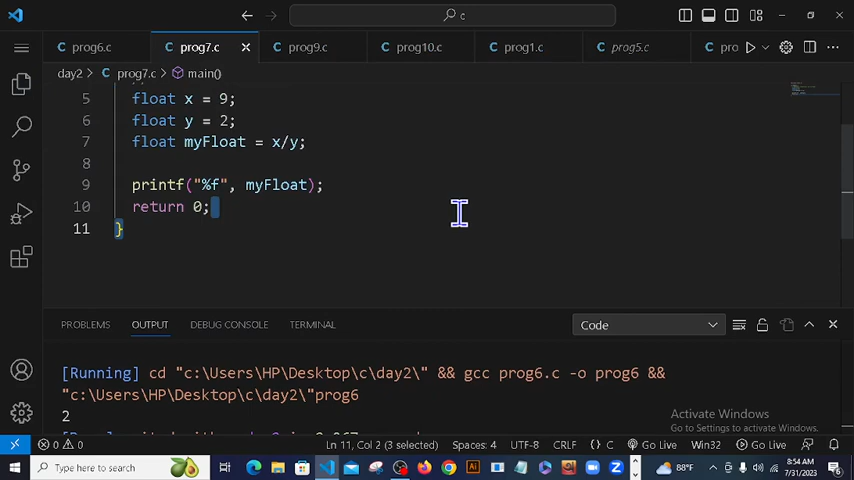 c
prog6.c
prog7.c
prog9.c
prog10.c
prog1.c
prog5.c
pro
day2 > C prog7.c > main()
5 float x = 9;
6 float y = 2;
7 float myFloat = x/y;
8
9 printf("%f", myFloat);
10 return 0;
11 }
PROBLEMS OUTPUT DEBUG CONSOLE TERMINAL
Code
[Running] cd "c:\Users\HP\Desktop\c\day2\" && gcc prog6.c -o prog6 &&
"c:\Users\HP\Desktop\c\day2\"prog6
2
Activate Windows
Go to Settings to activate Windows.
0 0 Ln 11, Col 2 (3 selected) Spaces: 4 UTF-8 CRLF {} C Go Live Win32 Go Live
Type here to search
88°F
8:54 AM
7/31/2023